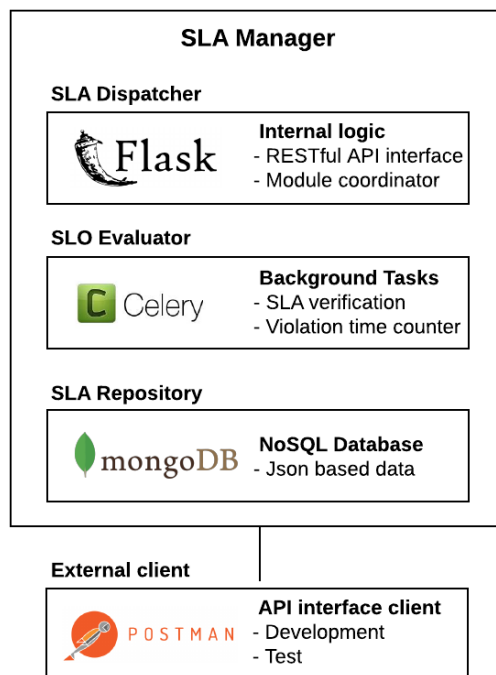 SLA Manager
SLA Dispatcher
Flask
Internal logic
- RESTful API interface
- Module coordinator
SLO Evaluator
C Celery
Background Tasks
- SLA verification
- Violation time counter
SLA Repository
mongoDB
NoSQL Database
- Json based data
External client
POSTMAN
API interface client
- Development
- Test